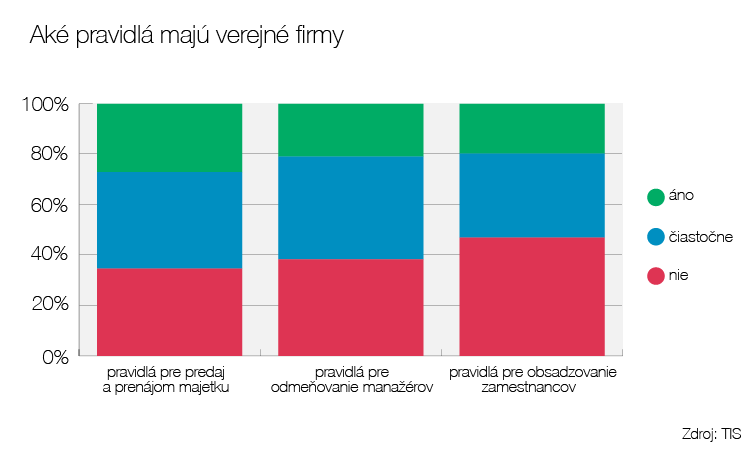 Aké pravidlá majú verejné firmy
100%
80%
60%
40%
20%
0%
áno
čiastočne
nie
pravidlá pre predaj
a prenájom majetku
pravidlá pre
odmeňovanie manažérov
pravidlá pre obsadzovanie
zamestnancov
Zdroj: TIS